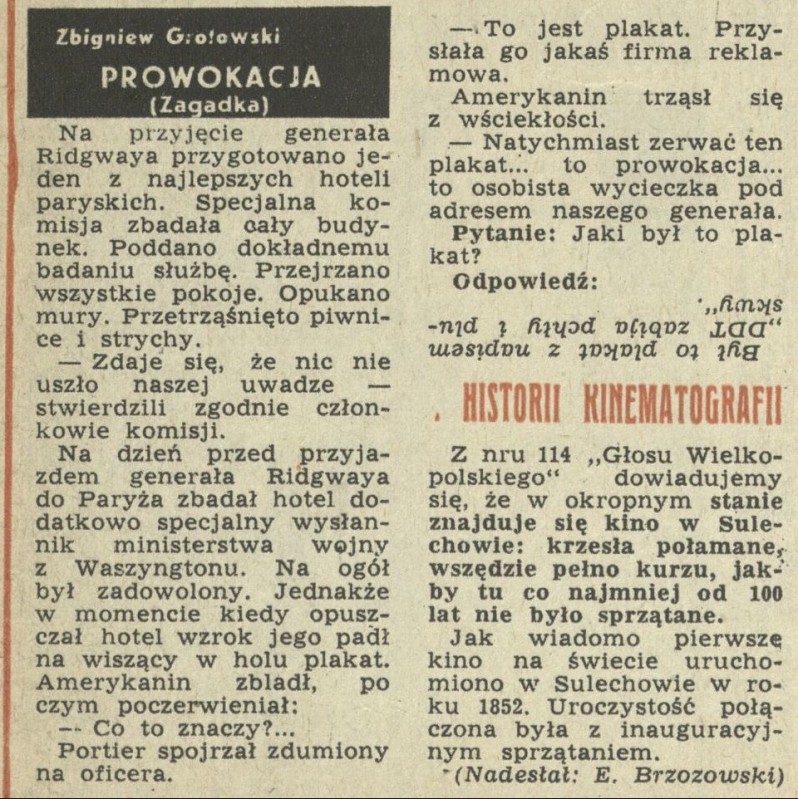 Zbigniew Grotowski
PROWOKACJA
(Zagadka)
Na przyjęcie generała
Ridgwaya przygotowano je-
den z najlepszych hoteli
paryskich. Specjalna ko-
misja zbadała cały budy-
nek. Poddano dokładnemu
badaniu służbę. Przejrzano
wszystkie pokoje. Opukano
mury. Przetrząśnięto piwni-
ce i strychy.
— Zdaje się, że nic nie
uszło naszej uwadze —
stwierdzili zgodnie człon-
kowie komisji.
Na dzień przed przyja-
zdem generała Ridgwaya
do Paryża zbadał hotel do-
datkowo specjalny wysłan-
nik ministerstwa wojny
z Waszyngtonu. Na ogół
był zadowolony. Jednakże
w momencie kiedy opusz-
czał hotel wzrok jego padł
na wiszący w holu plakat.
Amerykanin zbladł, po
czym poczerwieniał:
— Co to znaczy?...
Portier spojrzał zdumiony
na oficera.
— To jest plakat. Przy-
słała go jakaś firma rekla-
mowa.
Amerykanin trząsł się
z wściekłości.
— Natychmiast zerwać ten
plakat... to prowokacja...
to osobista wycieczka pod
adresem naszego generała.
Pytanie: Jaki był to pla-
kat?
Odpowiedź:
Był to plakat z napisem
„DDT zabija pchły i plu-
skwy”.
. HISTORII KINEMATOGRAFII
Z nru 114 „Głosu Wielko-
polskiego“ dowiadujemy
się, że w okropnym stanie
znajduje się kino w Sule-
chowie: krzesła połamane,
wszędzie pełno kurzu, jak-
by tu co najmniej od 100
lat nie było sprzątane.
Jak wiadomo pierwsze
kino na świecie urucho-
miono w Sulechowie w ro-
ku 1852. Uroczystość połą-
czona była z inauguracyj-
nym sprzątaniem.
(Nadesłał: E. Brzozowski)